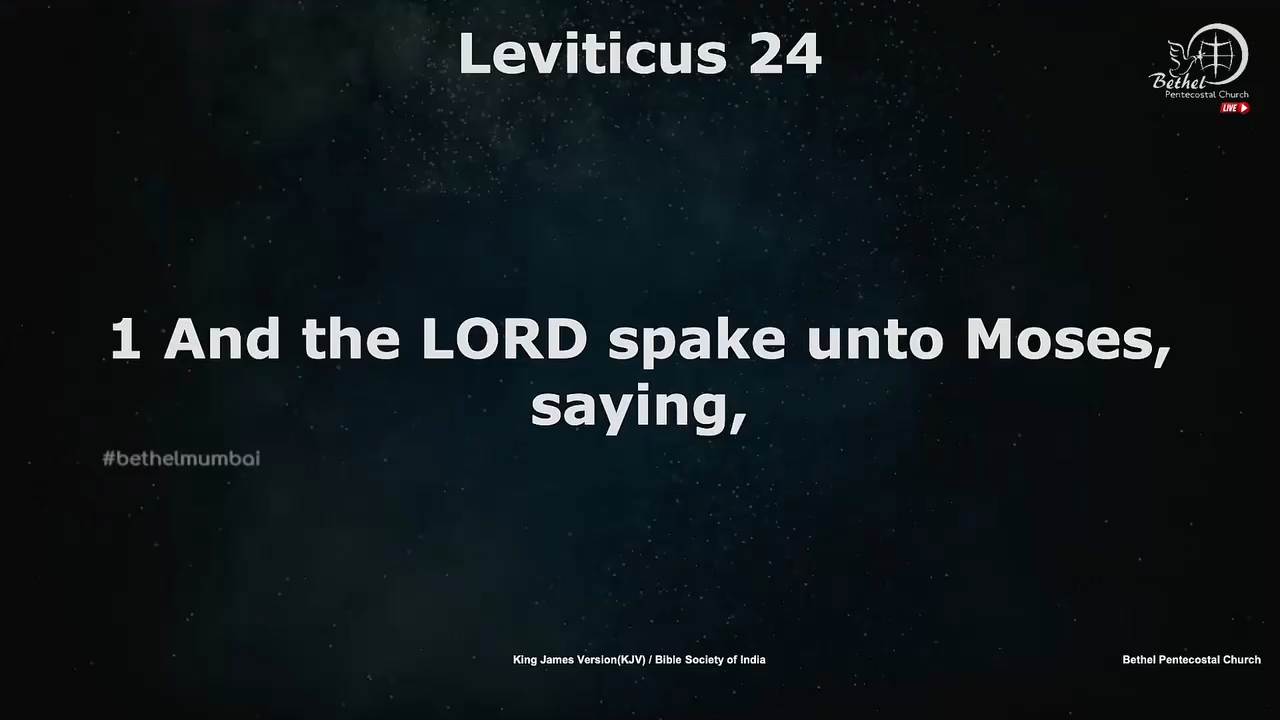 Leviticus 24
Bethel
Pentecostal Church
LIVE
1 And the LORD spake unto Moses,
saying,
#bethelmumbai
King James Version(KJV) / Bible Society of India
Bethel Pentecostal Church